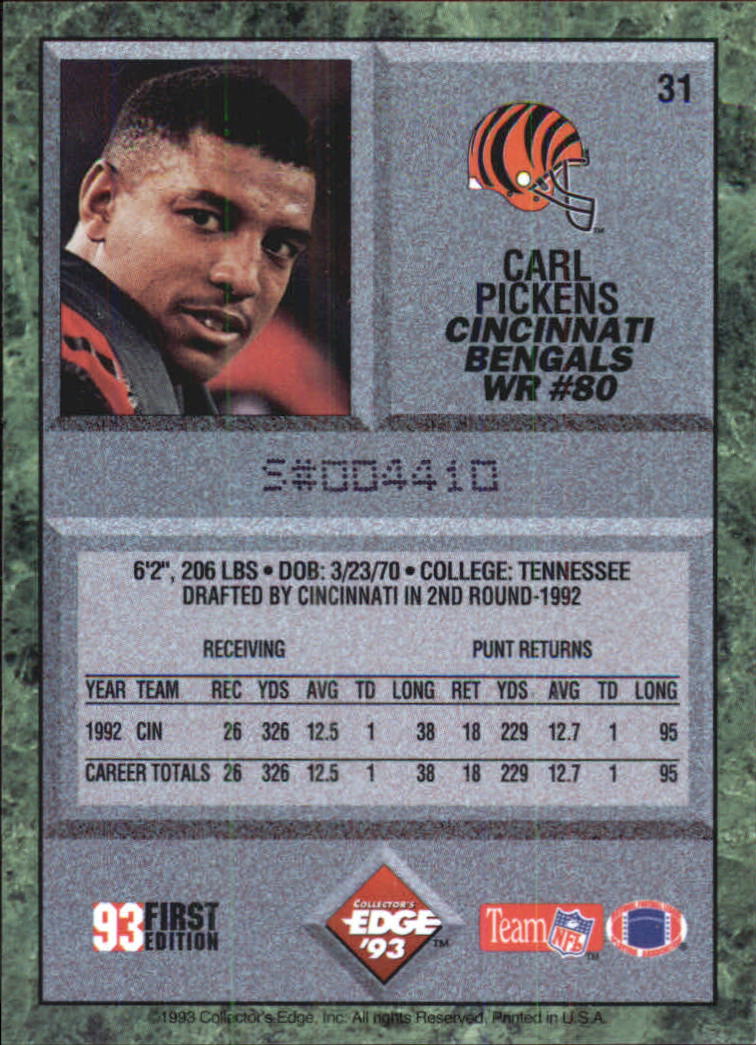 31
CARL
PICKENS
CINCINNATI
BENGALS
WR #80
S#004410
6'2", 206 LBS • DOB: 3/23/70 • COLLEGE: TENNESSEE
DRAFTED BY CINCINNATI IN 2ND ROUND-1992
RECEIVING PUNT RETURNS
YEAR TEAM REC YDS AVG TD LONG RET YDS AVG TD LONG
1992 CIN 26 326 12.5 1 38 18 229 12.7 1 95
CAREER TOTALS 26 326 12.5 1 38 18 229 12.7 1 95
93 FIRST
EDITION
COLLECTOR'S
EDGE
'93 TM
Team NFL TM
©1993 Collector's Edge, Inc. All rights Reserved. Printed in U.S.A.